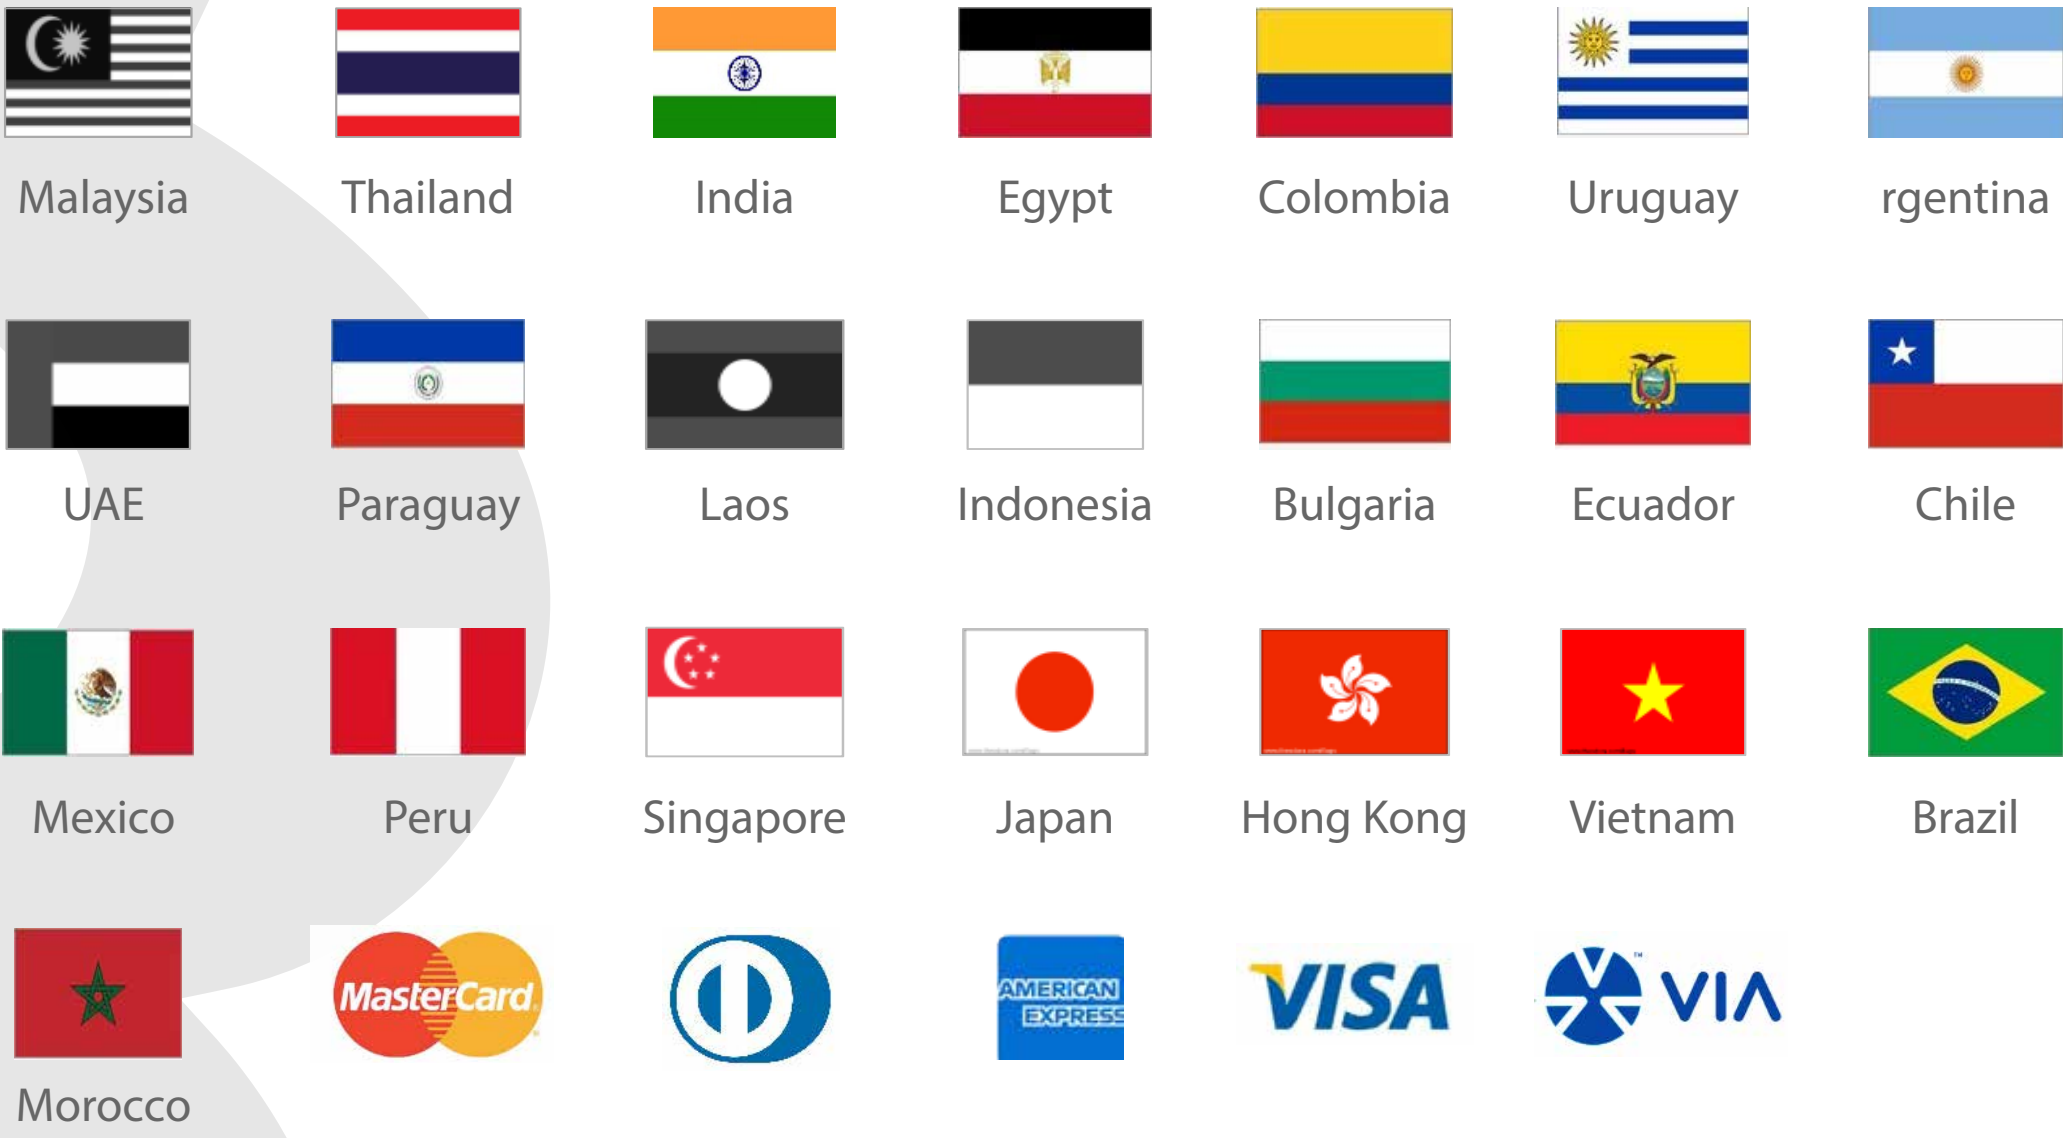 Malaysia
Thailand
India
Egypt
Colombia
Uruguay
rgentina
UAE
Paraguay
Laos
Indonesia
Bulgaria
Ecuador
Chile
Mexico
Peru
Singapore
Japan
Hong Kong
Vietnam
Brazil
Morocco
MasterCard
AMERICAN
EXPRESS
VISA
VIA